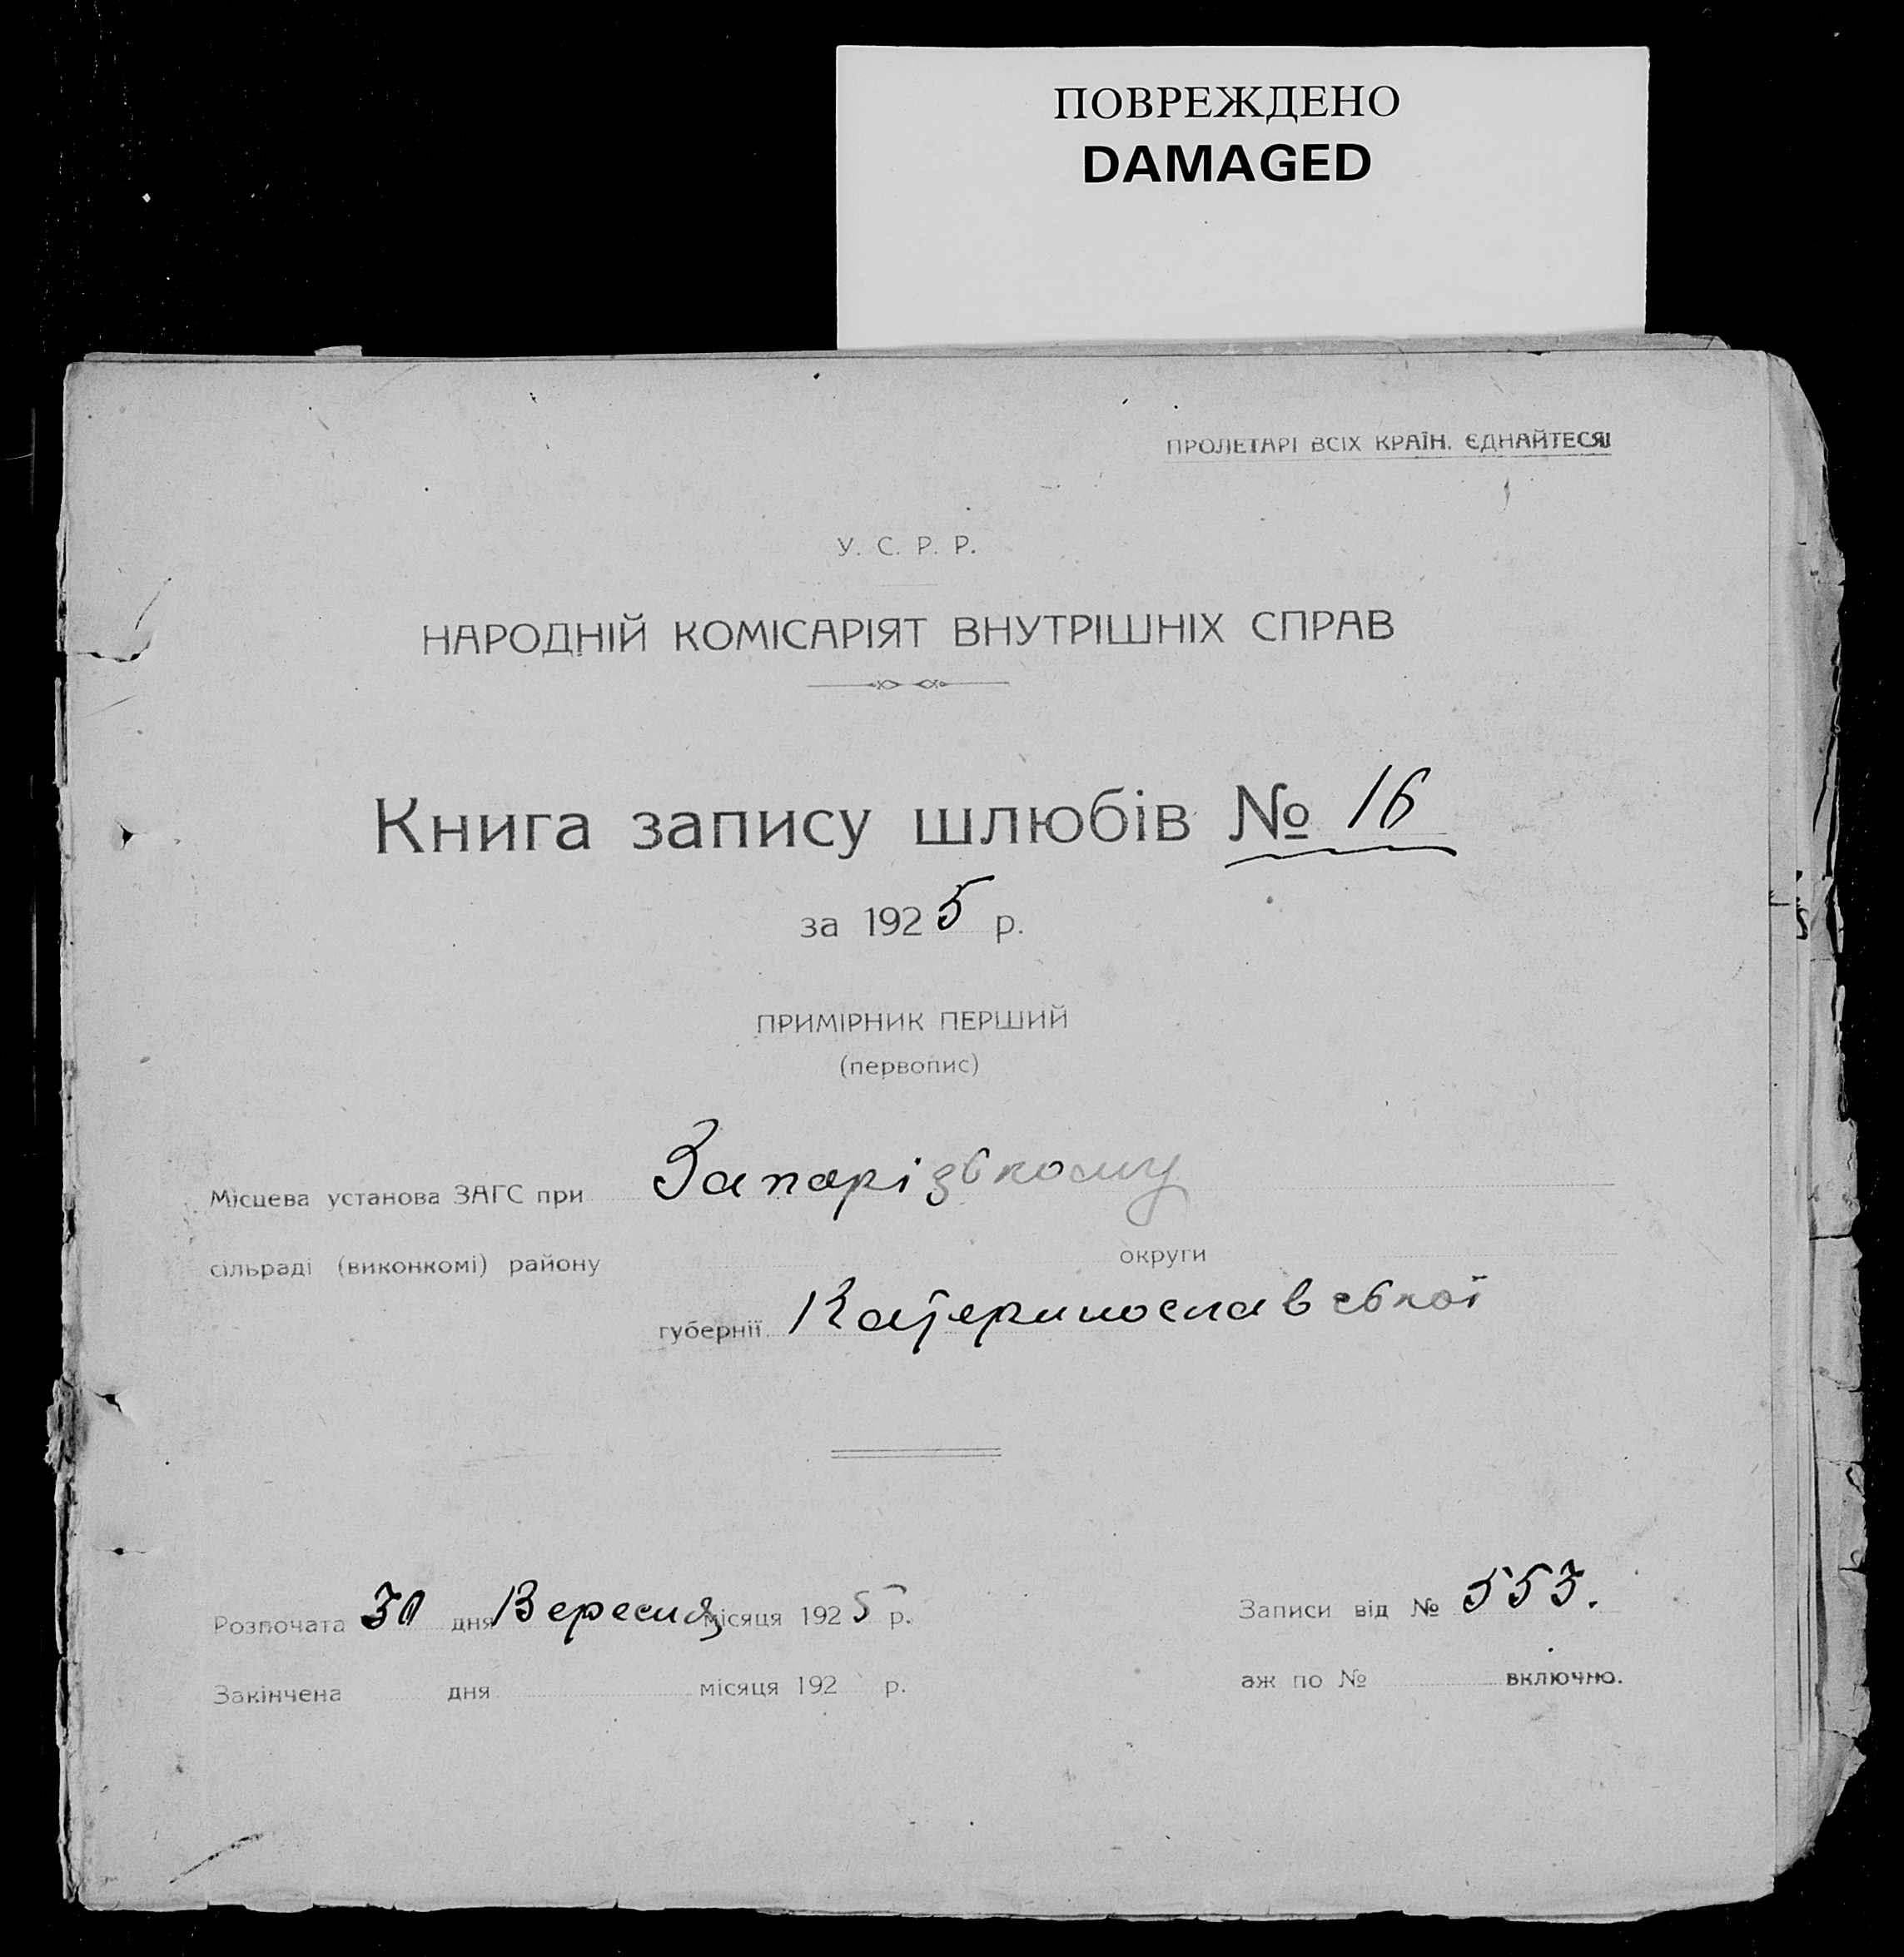 ПОВРЕЖДЕНО
DAMAGED
ПРОЛЕТАРІ ВСІХ КРАЇН. ЄДНАЙТЕСЯ!
У. С. Р. Р.
НАРОДНІЙ КОМІСАРІЯТ ВНУТРІШНІХ СПРАВ
Книга запису шлюбів № 16
за 1925 р.
ПРИМІРНИК ПЕРШИЙ
(первопис)
Місцева установа ЗАГС при Запорізькому
сільраді (виконкомі) району округи
губернії Катеринославської
Розпочата 30 дня Вересня місяця 1925 р. Записи від № 553.
Закінчена дня місяця 192 р. аж по № включно.